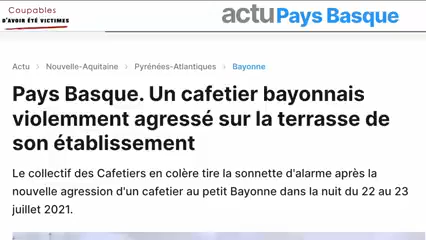 Coupables
D'AVOIR ÉTÉ VICTIMES
actu Pays Basque
Actu > Nouvelle-Aquitaine > Pyrénées-Atlantiques > Bayonne
Pays Basque. Un cafetier bayonnais
violemment agressé sur la terrasse de
son établissement
Le collectif des Cafetiers en colère tire la sonnette d'alarme après la
nouvelle agression d'un cafetier au petit Bayonne dans la nuit du 22 au 23
juillet 2021.